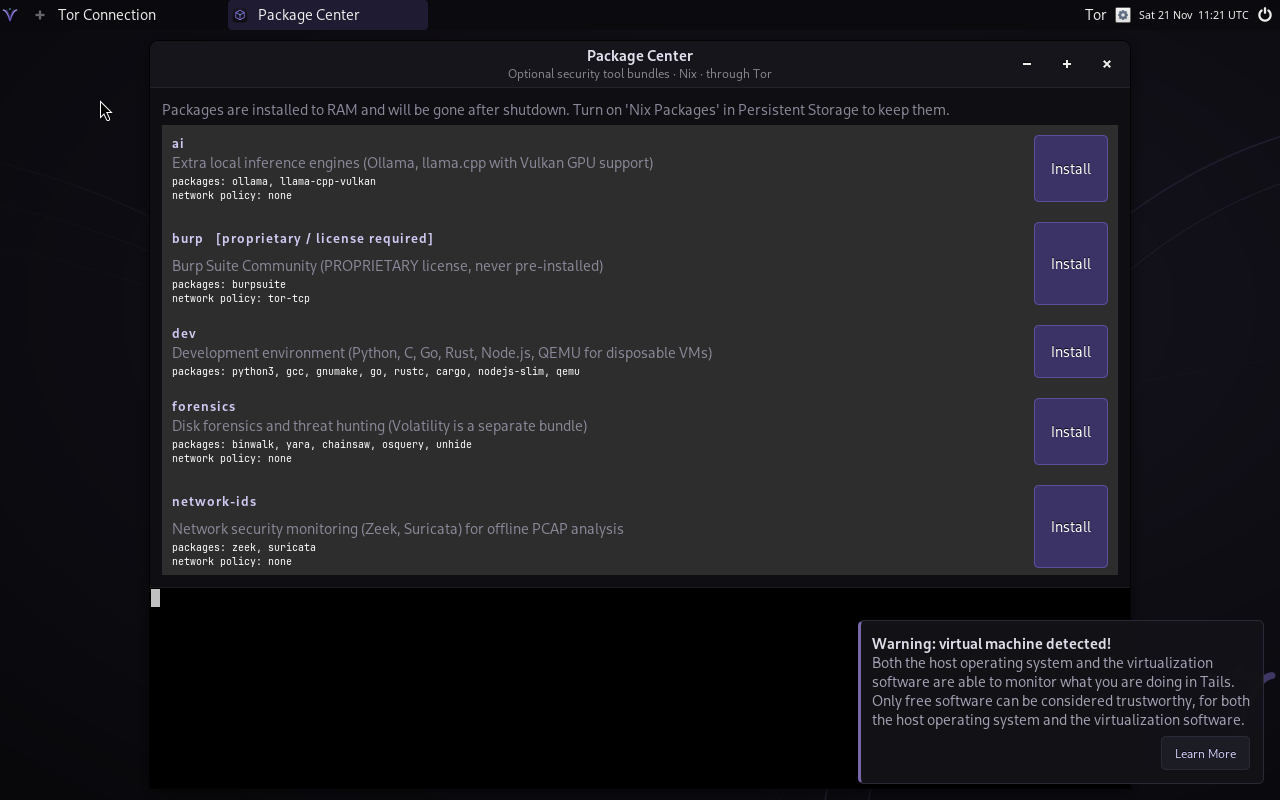 Tor Connection
Package Center
Tor
Sat 21 Nov 11:21 UTC
Package Center
Optional security tool bundles · Nix · through Tor
Packages are installed to RAM and will be gone after shutdown. Turn on 'Nix Packages' in Persistent Storage to keep them.
ai
Extra local inference engines (Ollama, llama.cpp with Vulkan GPU support)
packages: ollama, llama-cpp-vulkan
network policy: none
Install
burp [proprietary / license required]
Burp Suite Community (PROPRIETARY license, never pre-installed)
packages: burpsuite
network policy: tor-tcp
Install
dev
Development environment (Python, C, Go, Rust, Node.js, QEMU for disposable VMs)
packages: python3, gcc, gnumake, go, rustc, cargo, nodejs-slim, qemu
Install
forensics
Disk forensics and threat hunting (Volatility is a separate bundle)
packages: binwalk, yara, chainsaw, osquery, unhide
network policy: none
Install
network-ids
Network security monitoring (Zeek, Suricata) for offline PCAP analysis
packages: zeek, suricata
network policy: none
Install
Warning: virtual machine detected!
Both the host operating system and the virtualization
software are able to monitor what you are doing in Tails.
Only free software can be considered trustworthy, for both
the host operating system and the virtualization software.
Learn More